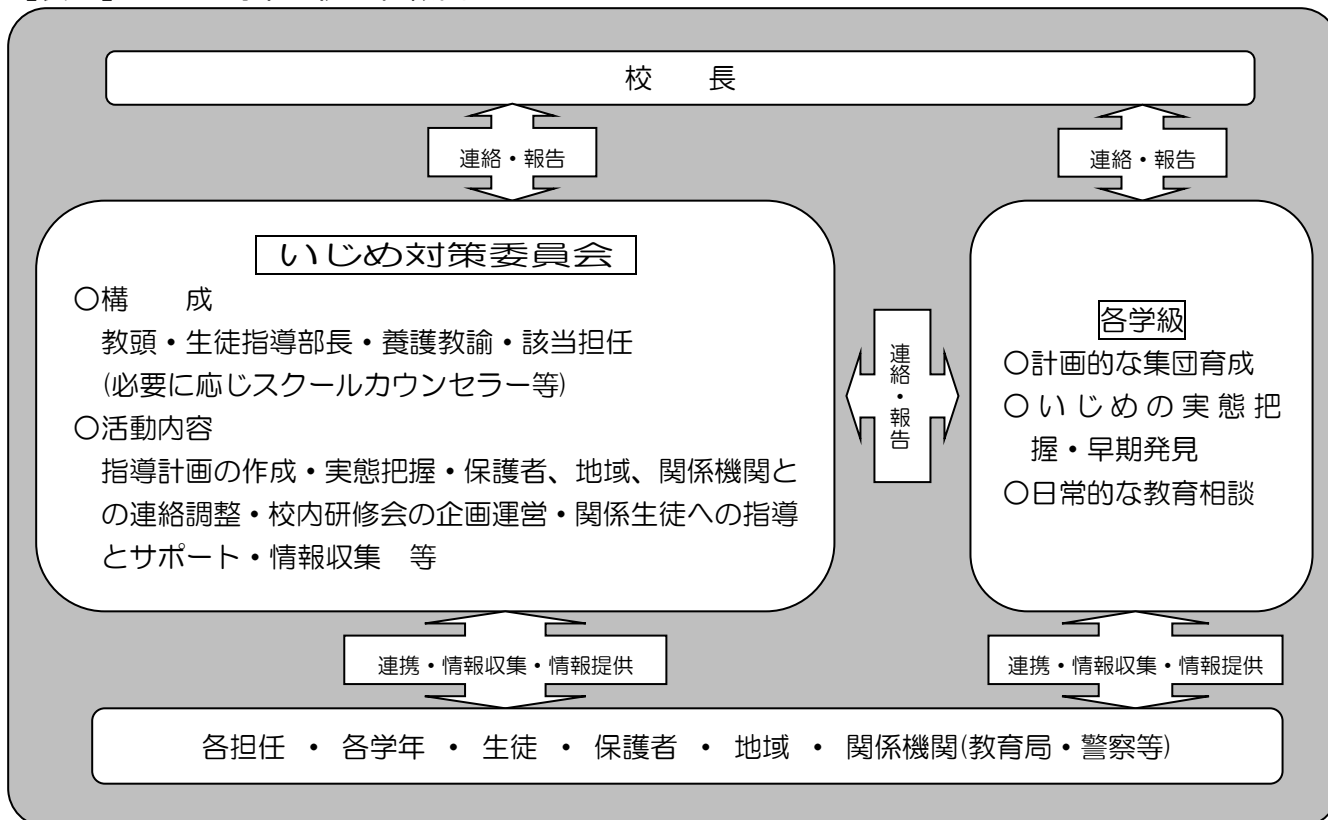 校　　長
連絡・報告
連絡・報告
いじめ対策委員会
○構　　成
教頭・生徒指導部長・養護教諭・該当担任
(必要に応じスクールカウンセラー等)
○活動内容
指導計画の作成・実態把握・保護者、地域、関係機関と
の連絡調整・校内研修会の企画運営・関係生徒への指導
とサポート・情報収集　等
連絡・報告
各学級
○計画的な集団育成
○いじめの実態把
握・早期発見
○日常的な教育相談
連携・情報収集・情報提供
連携・情報収集・情報提供
各担任 ・ 各学年 ・ 生徒 ・ 保護者 ・ 地域 ・ 関係機関(教育局・警察等)